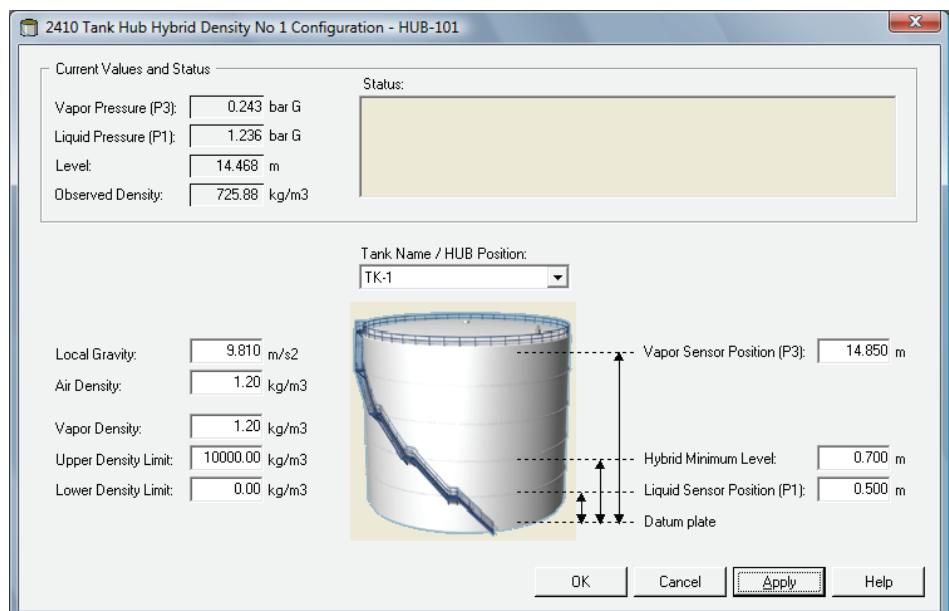 2410 Tank Hub Hybrid Density No 1 Configuration - HUB-101
Current Values and Status
Vapor Pressure (P3): 0.243 bar G
Liquid Pressure (P1): 1.236 bar G
Level: 14.468 m
Observed Density: 725.88 kg/m3
Status:
Tank Name / HUB Position:
TK-1
Local Gravity: 9.810 m/s2
Air Density: 1.20 kg/m3
Vapor Density: 1.20 kg/m3
Upper Density Limit: 10000.00 kg/m3
Lower Density Limit: 0.00 kg/m3
Vapor Sensor Position (P3): 14.850 m
Hybrid Minimum Level: 0.700 m
Liquid Sensor Position (P1): 0.500 m
Datum plate
OK Cancel Apply Help